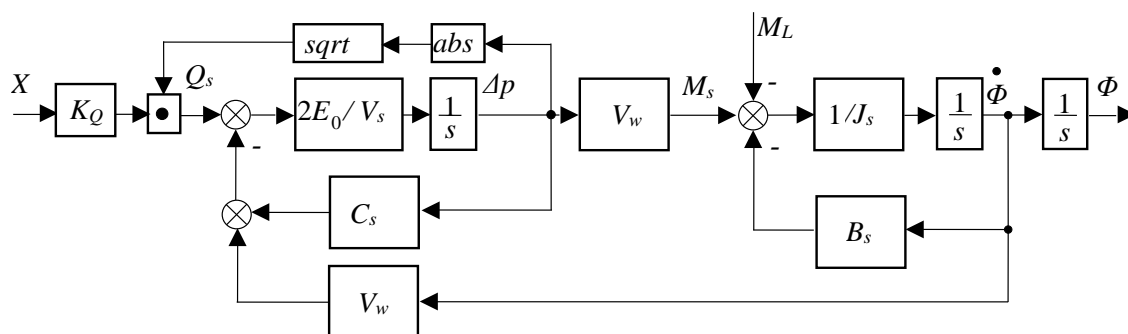 sqrt
abs
M_L
X
K_Q
•
Q_s
-
2E_0/V_s
1/s
Δp
V_w
M_s
-
-
1/J_s
1/s
Φ̇
1/s
Φ
C_s
B_s
V_w